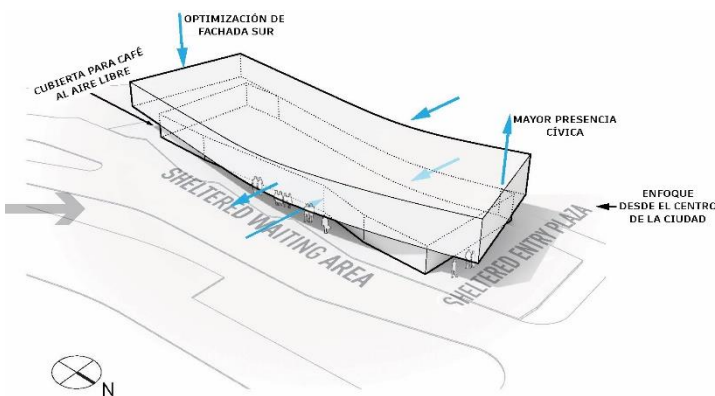 OPTIMIZACIÓN DE
FACHADA SUR
CUBIERTA PARA CAFÉ
AL AIRE LIBRE
MAYOR PRESENCIA
CÍVICA
ENFOQUE
DESDE EL CENTRO
DE LA CIUDAD
SHELTERED WAITING AREA
SHELTERED ENTRY PLAZA
N